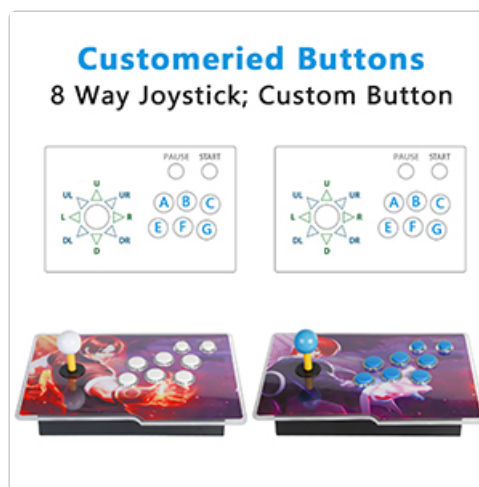 Customeried Buttons
8 Way Joystick; Custom Button
PAUSE START
U
UL UR
L R
DL DR
D
A B C
E F G
PAUSE START
U
UL UR
L R
DL DR
D
A B C
E F G